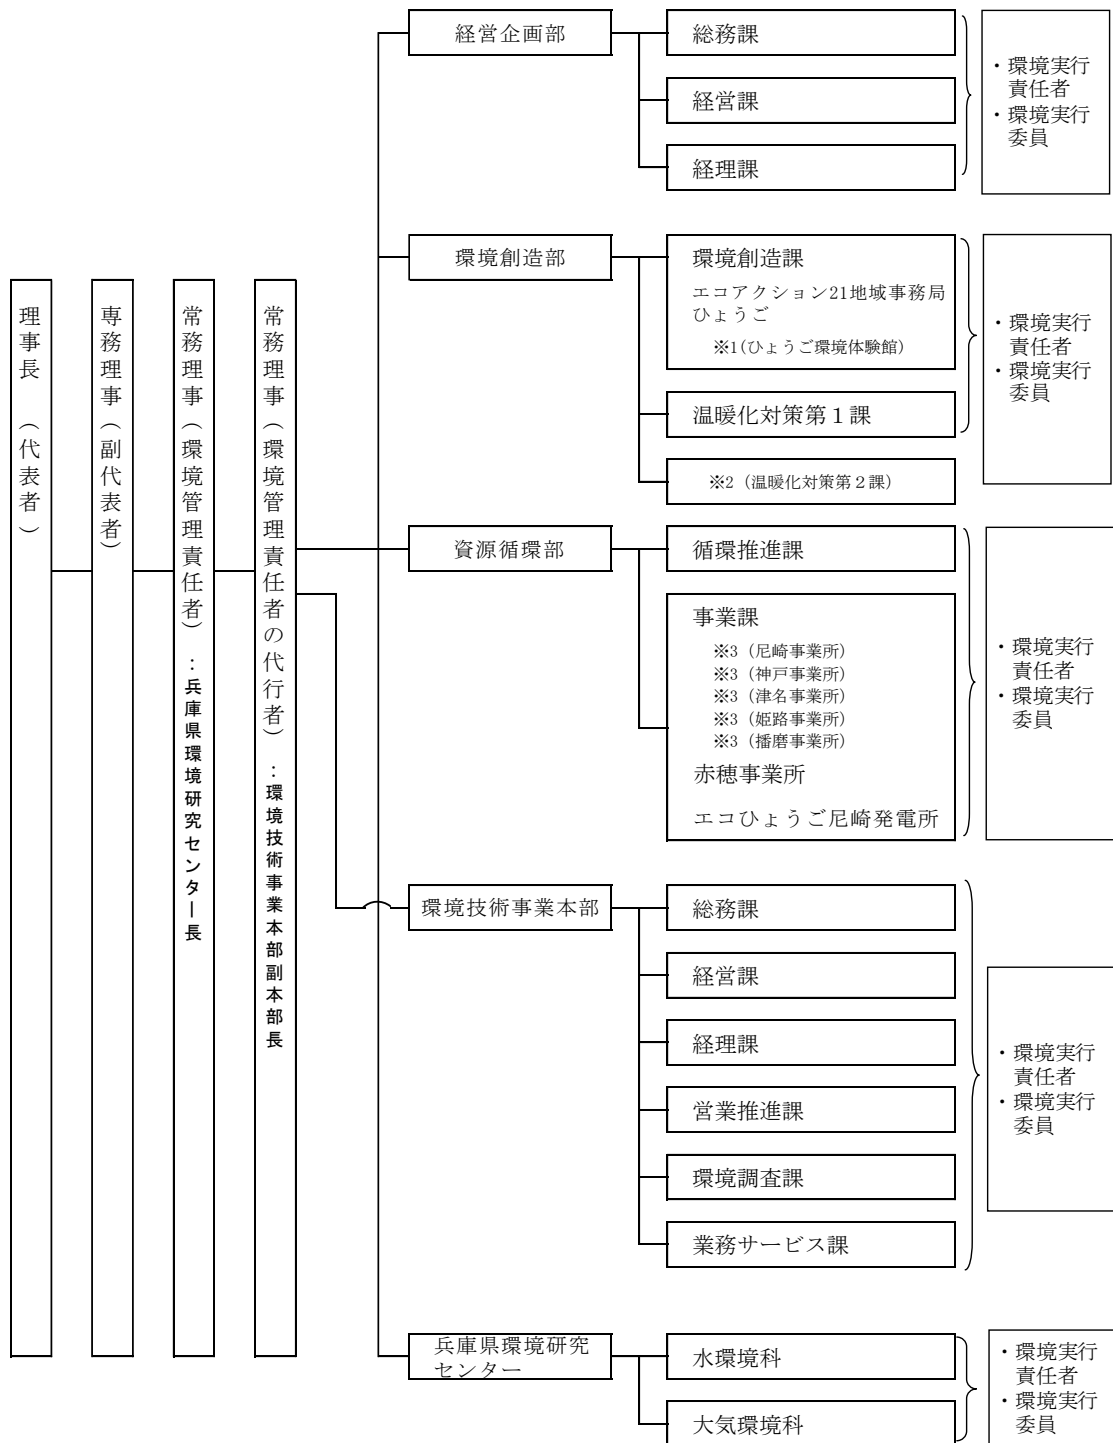 理事長 （代表者）
専務理事（副代表者）
常務理事（環境管理責任者）：兵庫県環境研究センター長
常務理事（環境管理責任者の代行者）：環境技術事業本部副本部長
経営企画部
総務課
経営課
経理課
・環境実行
責任者
・環境実行
委員
環境創造部
環境創造課
エコアクション21地域事務局
ひょうご
※1(ひょうご環境体験館)
温暖化対策第１課
※2（温暖化対策第２課）
・環境実行
責任者
・環境実行
委員
資源循環部
循環推進課
事業課
※3（尼崎事業所）
※3（神戸事業所）
※3（津名事業所）
※3（姫路事業所）
※3（播磨事業所）
赤穂事業所
エコひょうご尼崎発電所
・環境実行
責任者
・環境実行
委員
環境技術事業本部
総務課
経営課
経理課
営業推進課
環境調査課
業務サービス課
・環境実行
責任者
・環境実行
委員
兵庫県環境研究
センター
水環境科
大気環境科
・環境実行
責任者
・環境実行
委員